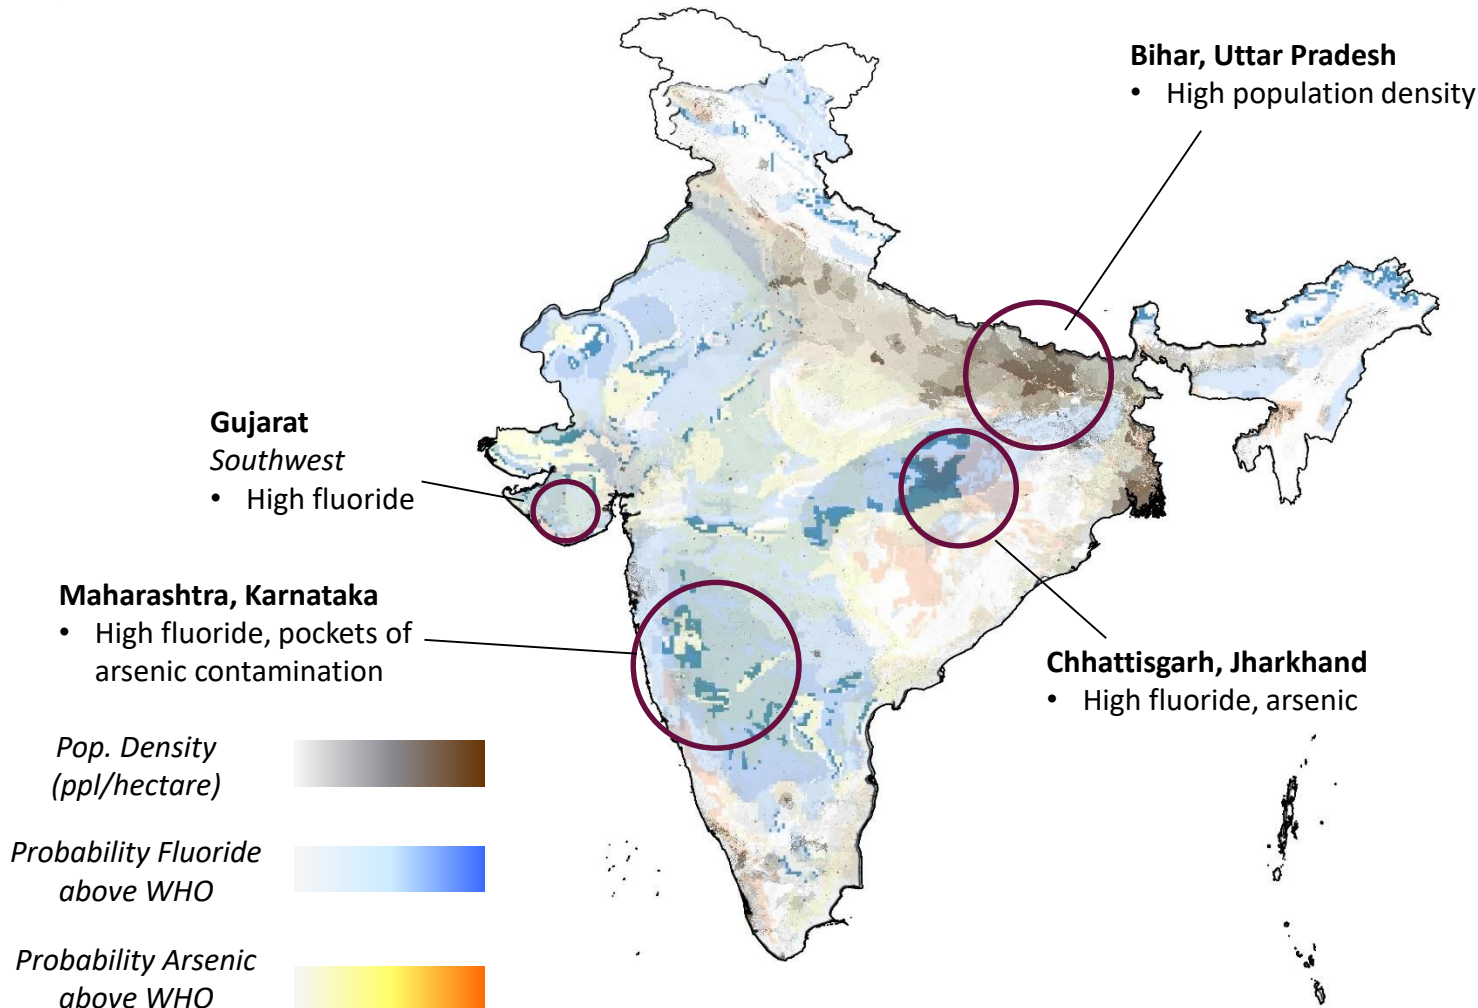 Bihar, Uttar Pradesh
• High population density
Gujarat
Southwest
• High fluoride
Maharashtra, Karnataka
• High fluoride, pockets of
arsenic contamination
Chhattisgarh, Jharkhand
• High fluoride, arsenic
Pop. Density
(ppl/hectare)
Probability Fluoride
above WHO
Probability Arsenic
above WHO